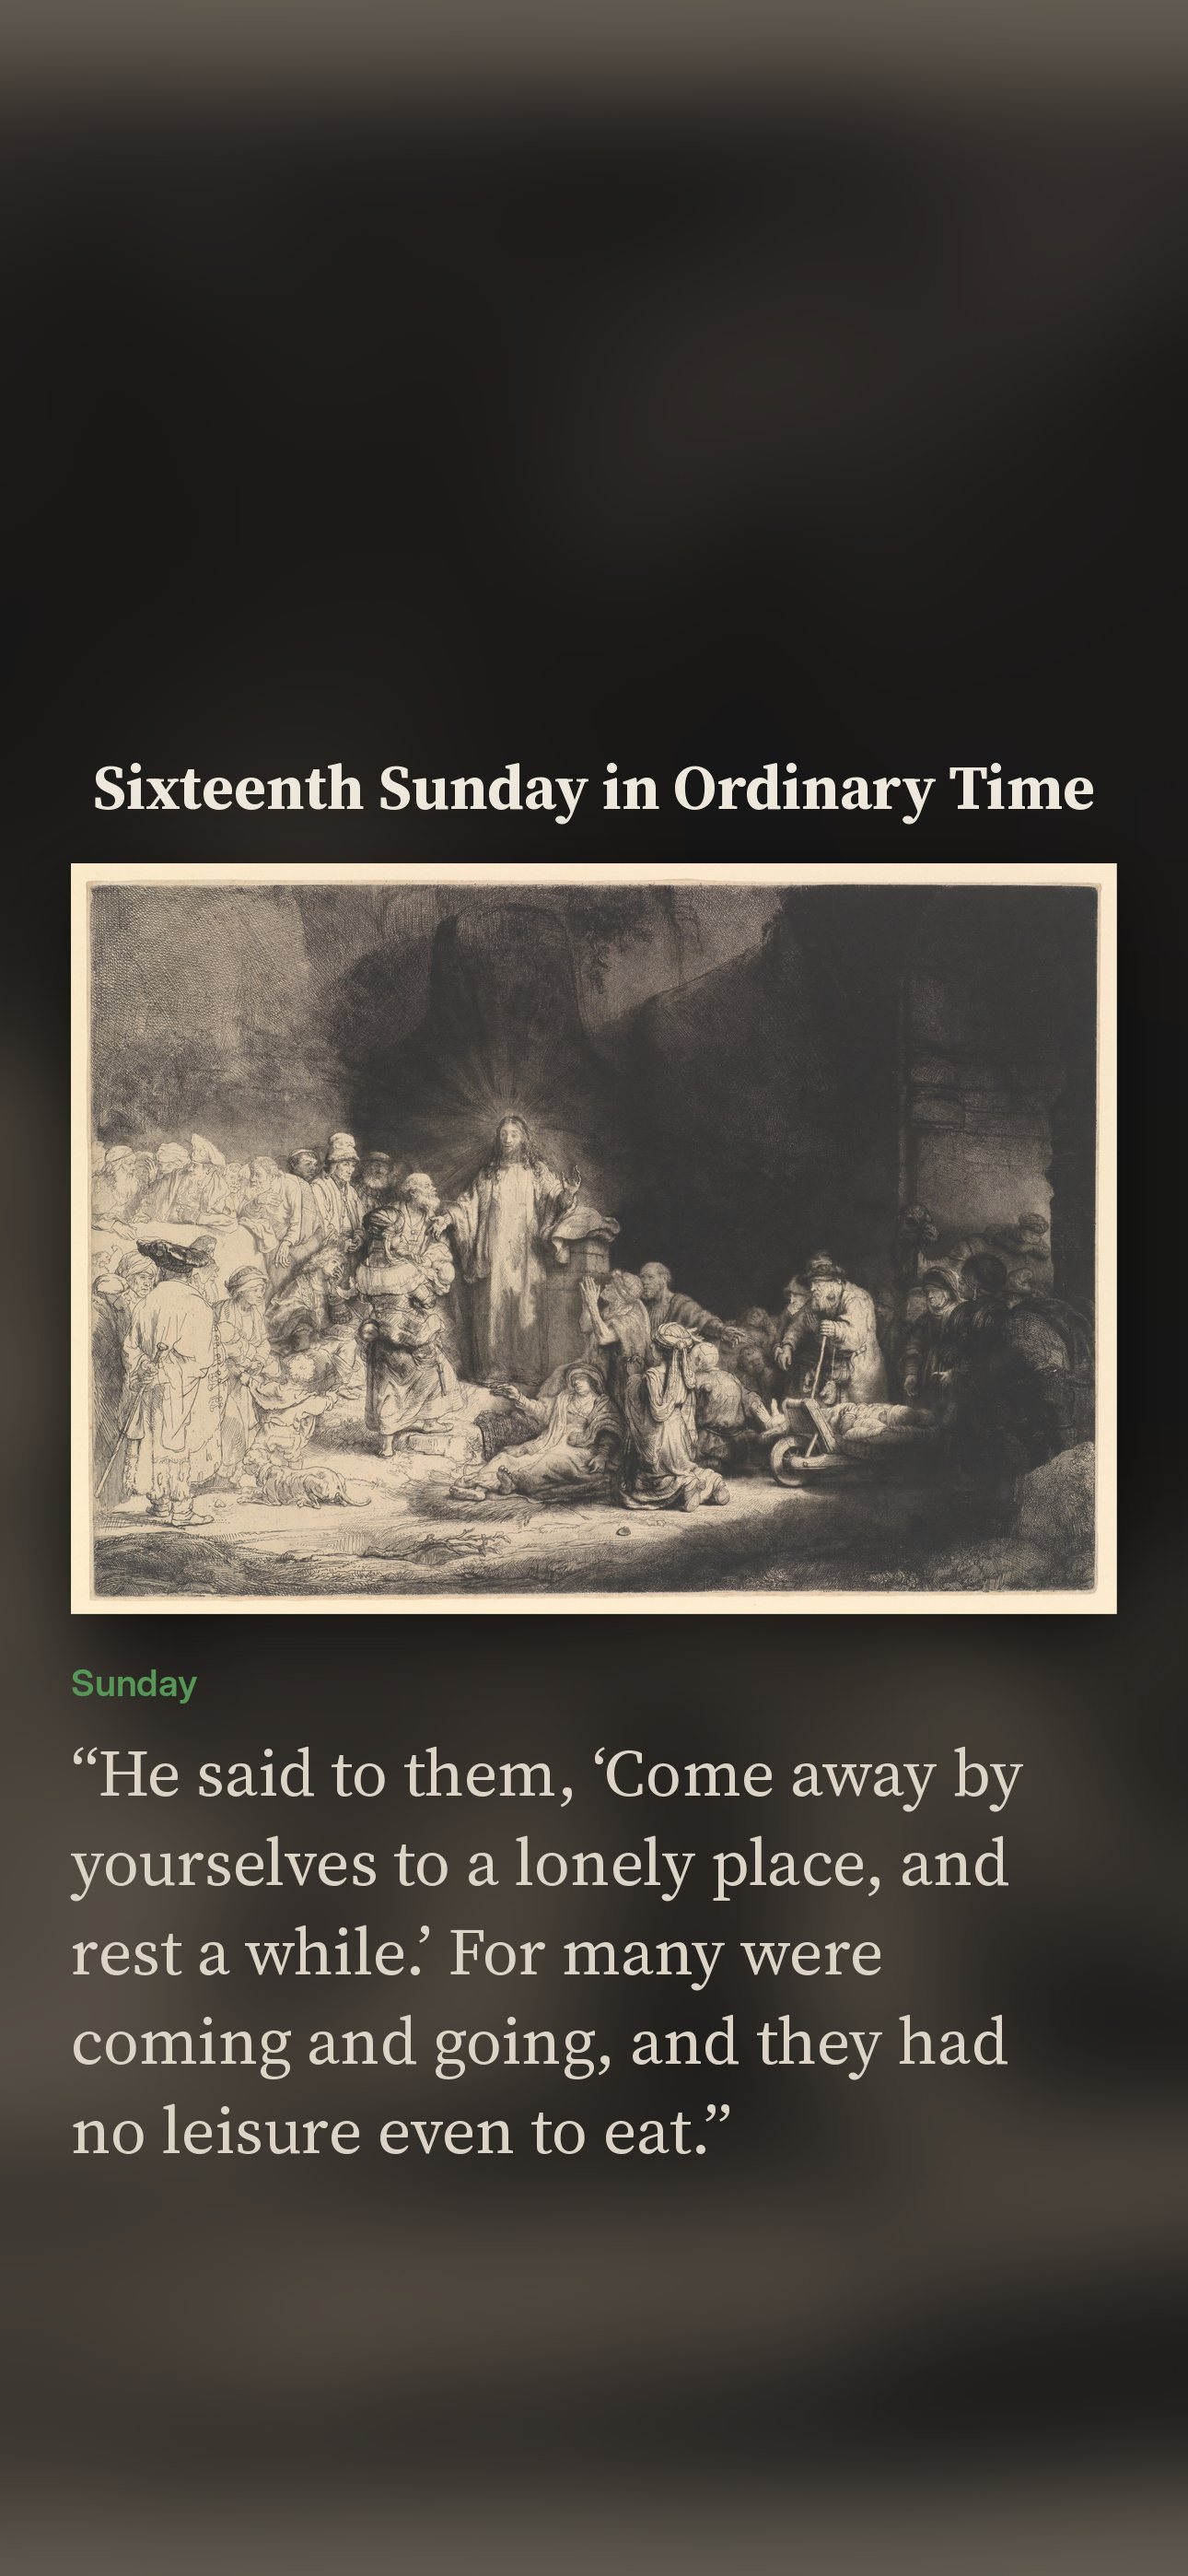 Sixteenth Sunday in Ordinary Time
Sunday
“He said to them, ‘Come away by
yourselves to a lonely place, and
rest a while.’ For many were
coming and going, and they had
no leisure even to eat.”